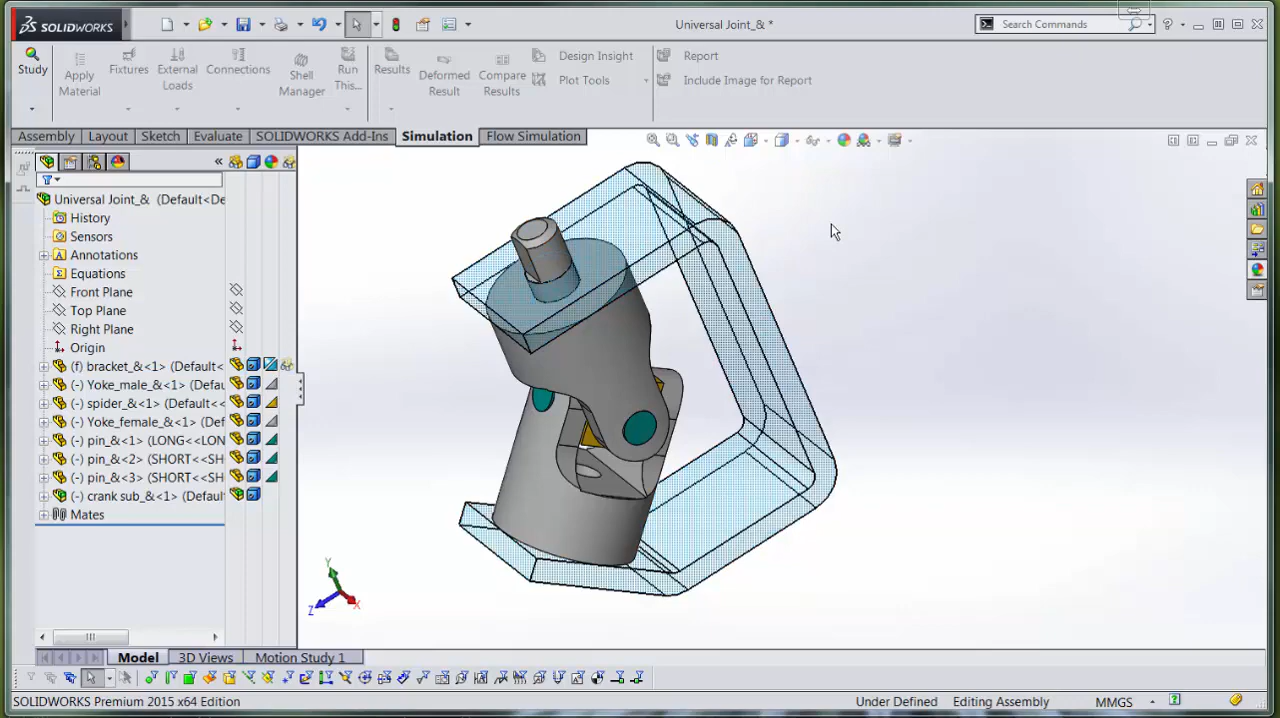 SOLIDWORKS
Universal Joint_& *
Search Commands
Study
Apply Material
Fixtures
External Loads
Connections
Shell Manager
Run This...
Results
Deformed Result
Compare Results
Design Insight
Plot Tools
Report
Include Image for Report
Assembly
Layout
Sketch
Evaluate
SOLIDWORKS Add-Ins
Simulation
Flow Simulation
Universal Joint_& (Default<De
History
Sensors
Annotations
Equations
Front Plane
Top Plane
Right Plane
Origin
(f) bracket_&<1> (Default<
(-) Yoke_male_&<1> (Defau
(-) spider_&<1> (Default<<
(-) Yoke_female_&<1> (Def
(-) pin_&<1> (LONG<<LON
(-) pin_&<2> (SHORT<<SH
(-) pin_&<3> (SHORT<<SH
(-) crank sub_&<1> (Defaul
Mates
Y
Z
X
Model
3D Views
Motion Study 1
SOLIDWORKS Premium 2015 x64 Edition
Under Defined
Editing Assembly
MMGS